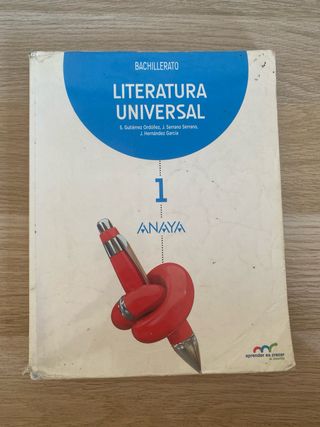 BACHILLERATO
LITERATURA
UNIVERSAL
S. Gutiérrez Ordóñez, J. Serrano Serrano,
J. Hernández García
1
ANAYA
aprender es crecer